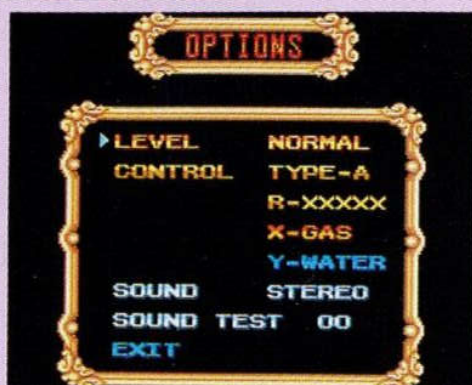 OPTIONS
LEVEL NORMAL
CONTROL TYPE-A
R-XXXXX
X-GAS
Y-WATER
SOUND STEREO
SOUND TEST 00
EXIT